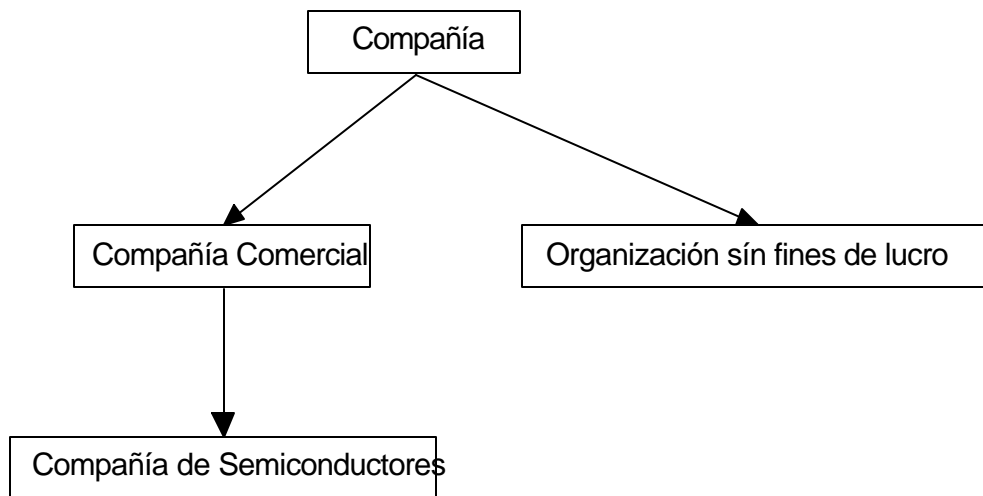 Compañía
Compañía Comercial
Organización sín fines de lucro
Compañía de Semiconductores